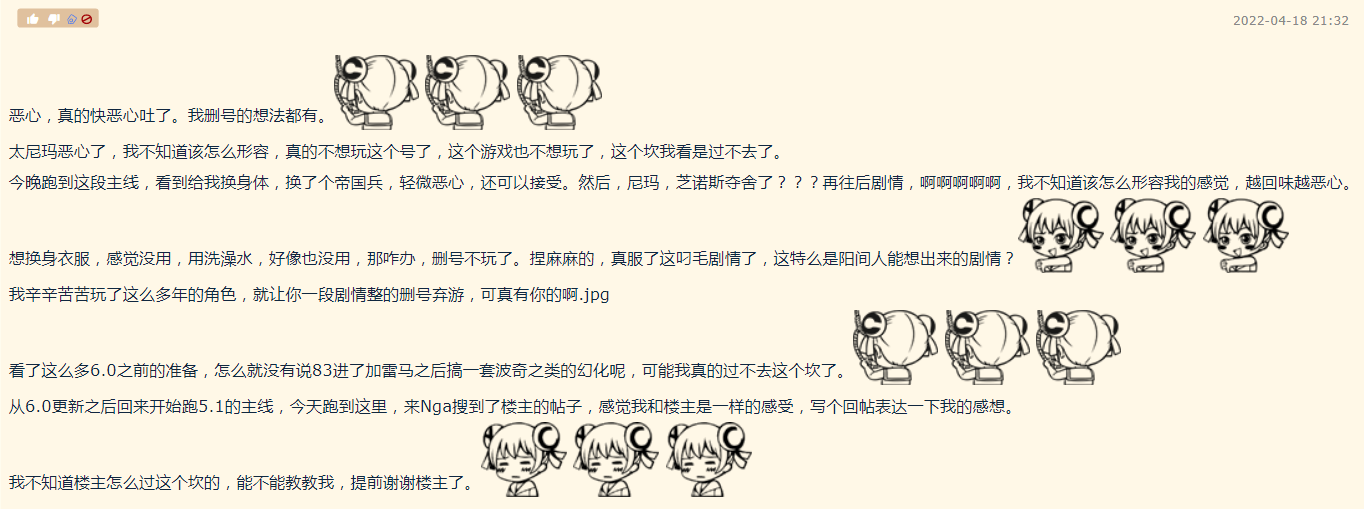 2022-04-18 21:32
恶心，真的快恶心吐了。我删号的想法都有。
太尼玛恶心了，我不知道该怎么形容，真的不想玩这个号了，这个游戏也不想玩了，这个坎我看是过不去了。
今晚跑到这段主线，看到给我换身体，换了个帝国兵，轻微恶心，还可以接受。然后，尼玛，芝诺斯夺舍了？？？再往后剧情，啊啊啊啊啊，我不知道该怎么形容我的感觉，越回味越恶心。
想换身衣服，感觉没用，用洗澡水，好像也没用，那咋办，删号不玩了。捏麻麻的，真服了这叼毛剧情了，这特么是阳间人能想出来的剧情？
我辛辛苦苦玩了这么多年的角色，就让你一段剧情整的删号弃游，可真有你的啊.jpg
看了这么多6.0之前的准备，怎么就没有说83进了加雷马之后搞一套波奇之类的幻化呢，可能我真的过不去这个坎了。
从6.0更新之后回来开始跑5.1的主线，今天跑到这里，来Nga搜到了楼主的帖子，感觉我和楼主是一样的感受，写个回帖表达一下我的感想。
我不知道楼主怎么过这个坎的，能不能教教我，提前谢谢楼主了。